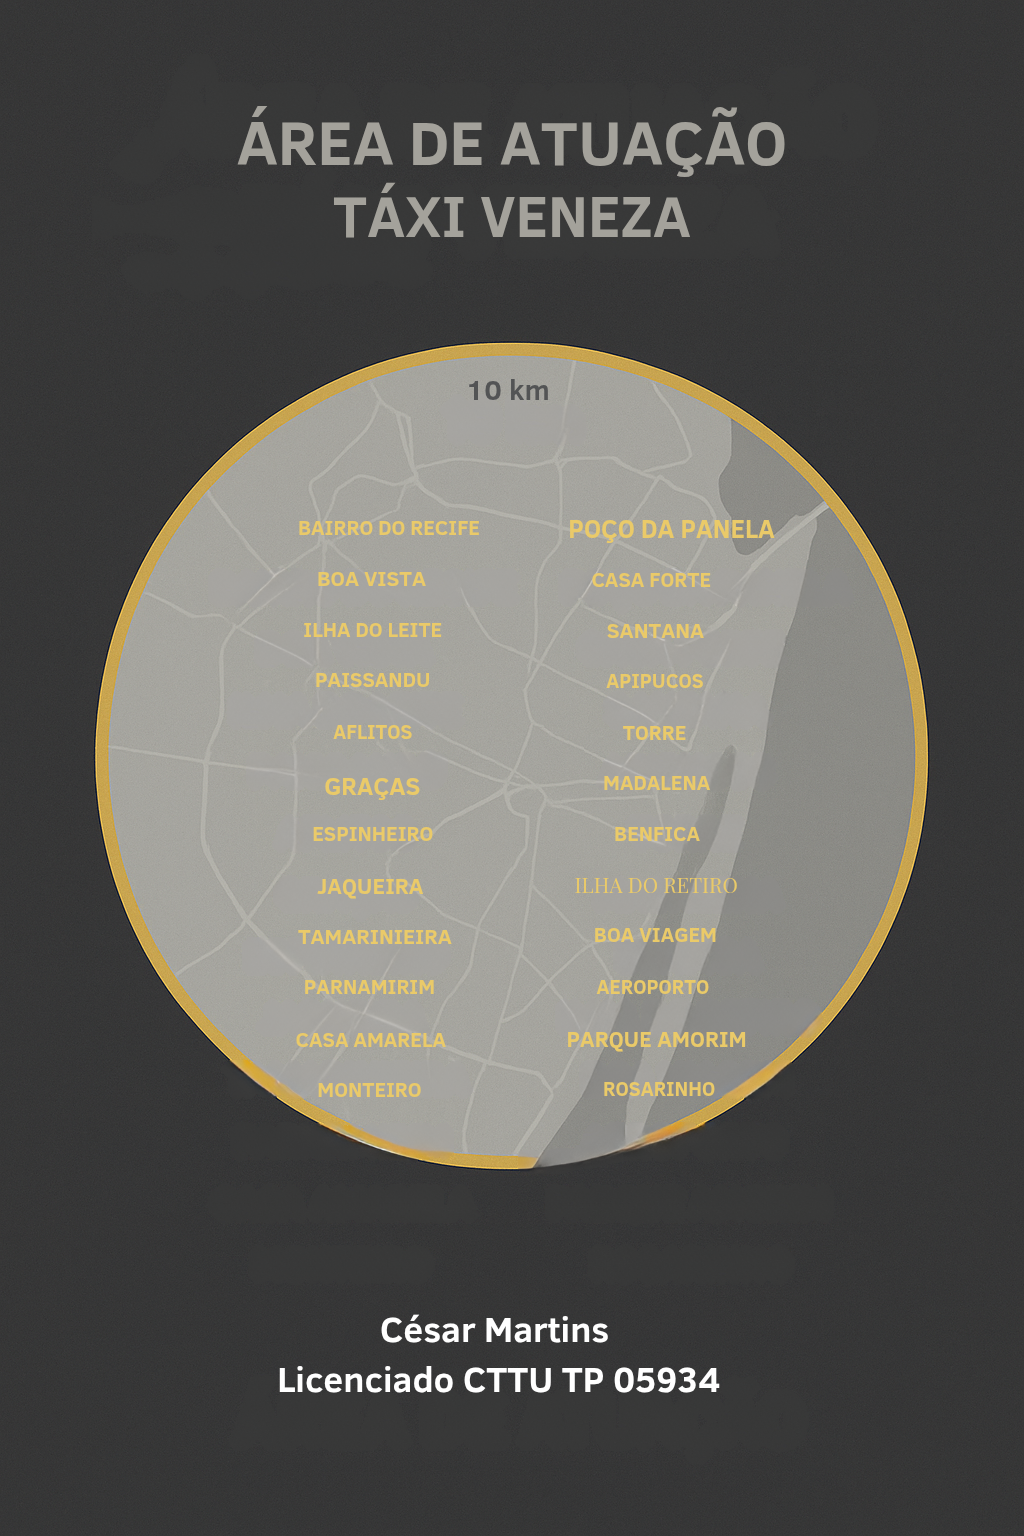 ÁREA DE ATUAÇÃO
TÁXI VENEZA
10 km
BAIRRO DO RECIFE
BOA VISTA
ILHA DO LEITE
PAISSANDU
AFLITOS
GRAÇAS
ESPINHEIRO
JAQUEIRA
TAMARINIEIRA
PARNAMIRIM
CASA AMARELA
MONTEIRO
POÇO DA PANELA
CASA FORTE
SANTANA
APIPUCOS
TORRE
MADALENA
BENFICA
ILHA DO RETIRO
BOA VIAGEM
AEROPORTO
PARQUE AMORIM
ROSARINHO
César Martins
Licenciado CTTU TP 05934